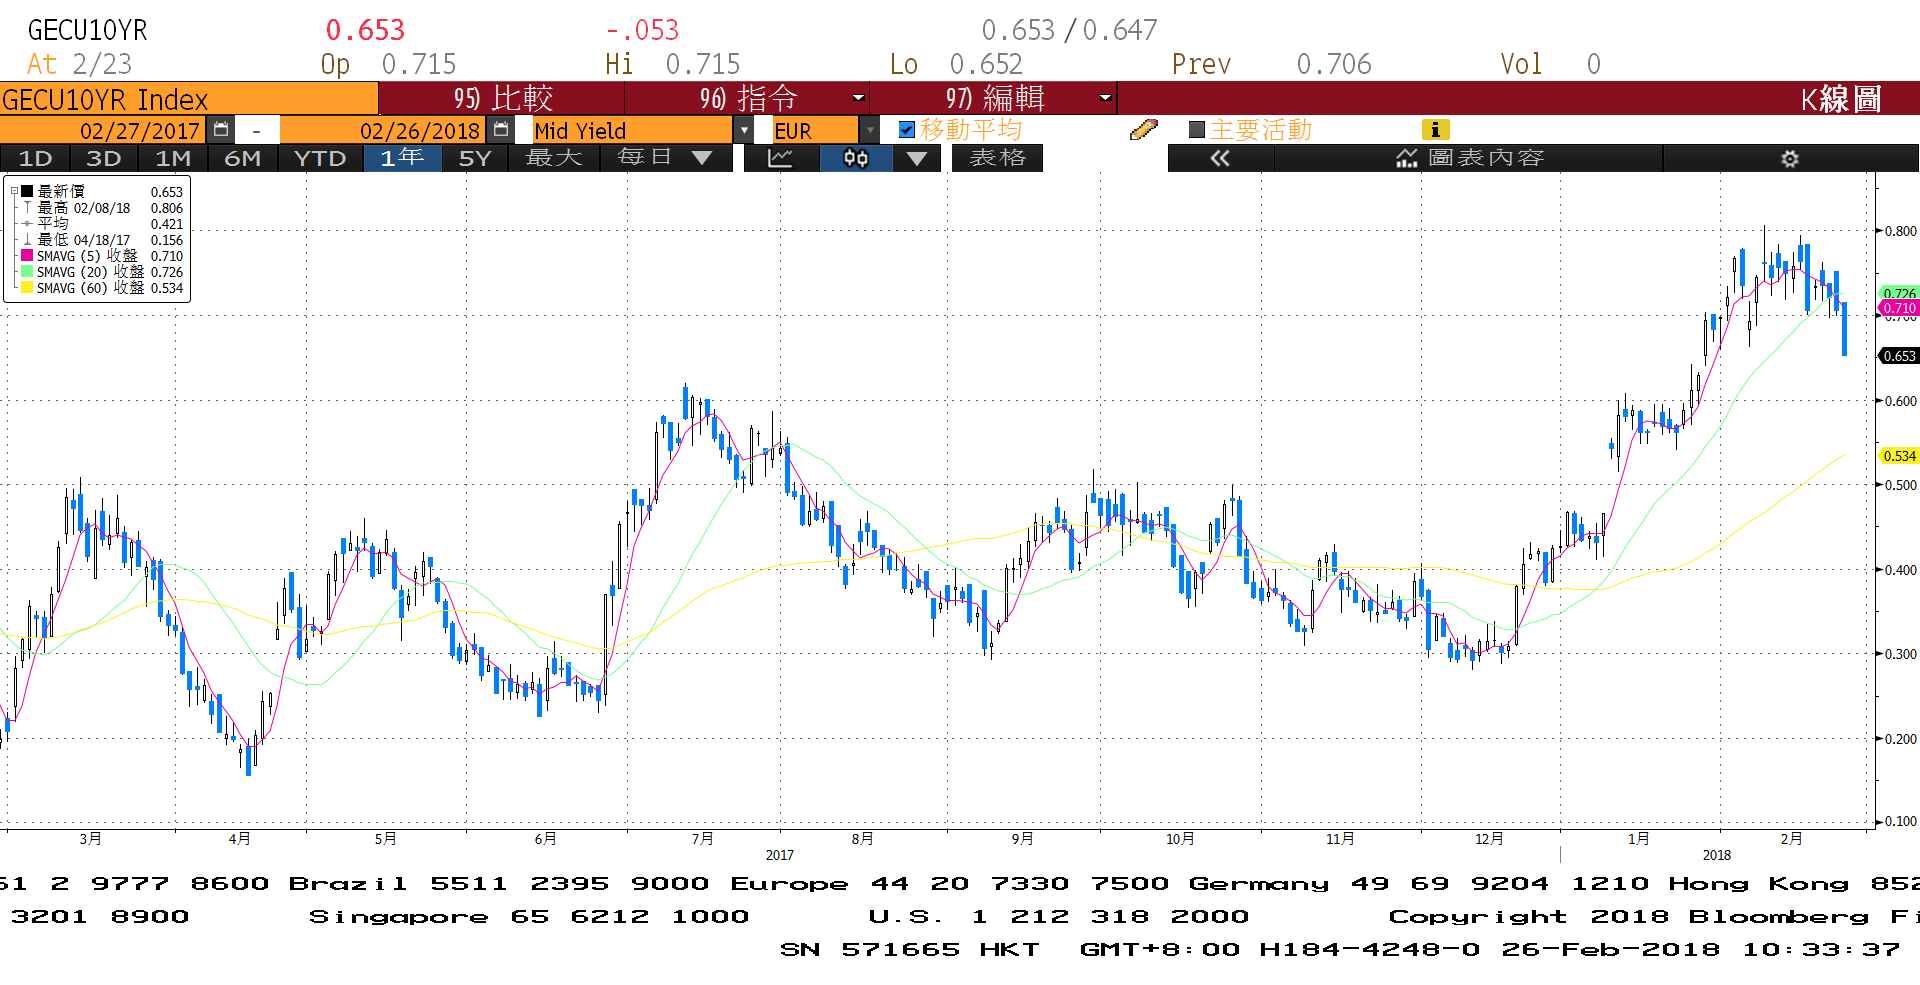 GECU10YR 0.653 -.053 0.653 / 0.647
At 2/23 Op 0.715 Hi 0.715 Lo 0.652 Prev 0.706 Vol 0
GECU10YR Index 95) 比較 96) 指令 97) 編輯 K線圖
02/27/2017 - 02/26/2018 Mid Yield EUR 移動平均 主要活動
1D 3D 1M 6M YTD 1年 5Y 最大 每日 表格 圖表內容
最新價 0.653
最高 02/08/18 0.806
平均 0.421
最低 04/18/17 0.156
SMAVG (5) 收盤 0.710
SMAVG (20) 收盤 0.726
SMAVG (60) 收盤 0.534
0.800
0.726
0.710
0.700
0.653
0.600
0.534
0.500
0.400
0.300
0.200
0.100
3月 4月 5月 6月 7月 8月 9月 10月 11月 12月 1月 2月
2017 2018
61 2 9777 8600 Brazil 5511 2395 9000 Europe 44 20 7330 7500 Germany 49 69 9204 1210 Hong Kong 852
3201 8900 Singapore 65 6212 1000 U.S. 1 212 318 2000 Copyright 2018 Bloomberg Fi
SN 571665 HKT GMT+8:00 H184-4248-0 26-Feb-2018 10:33:37